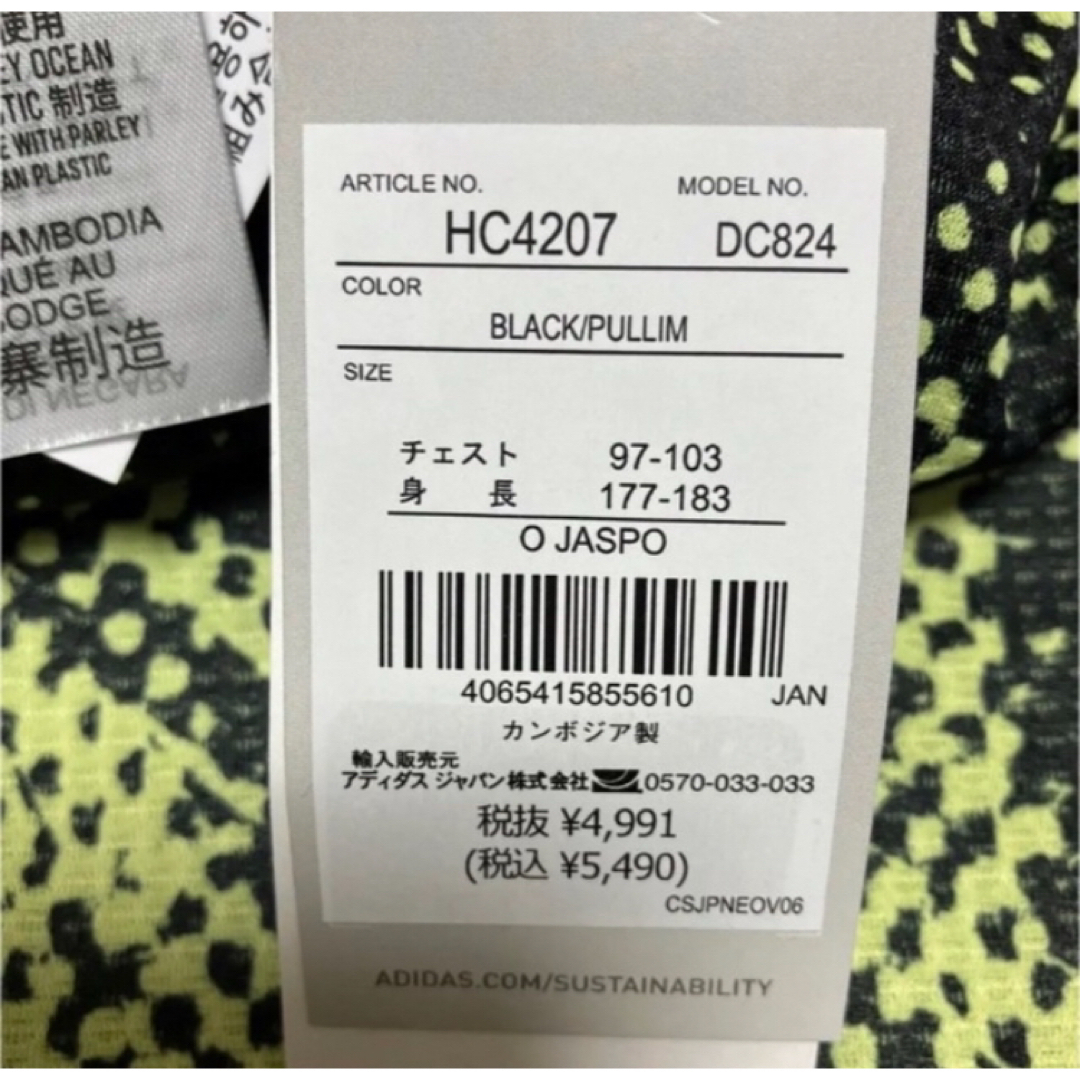 使用
EY OCEAN
TIC 制造
E WITH PARLEY
AN PLASTIC
AMBODIA
QUÉ AU
ODGE
寨制造
DI NEGARA
ARTICLE NO.
MODEL NO.
HC4207
DC824
COLOR
BLACK/PULLIM
SIZE
チェスト 97-103
身 長 177-183
O JASPO
4065415855610 JAN
カンボジア製
輸入販売元
アディダス ジャパン株式会社 0570-033-033
税抜 ¥4,991
(税込 ¥5,490)
CSJPNEOV06
ADIDAS.COM/SUSTAINABILITY